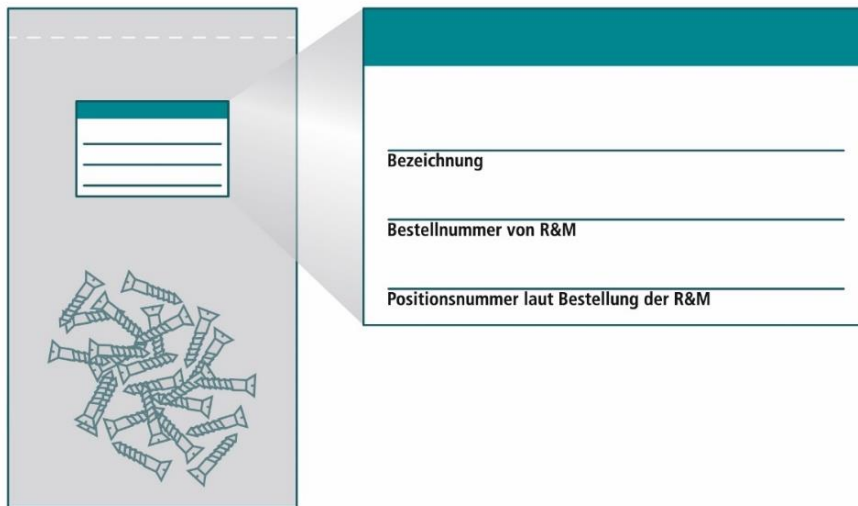 Bezeichnung
Bestellnummer von R&M
Positionsnummer laut Bestellung der R&M